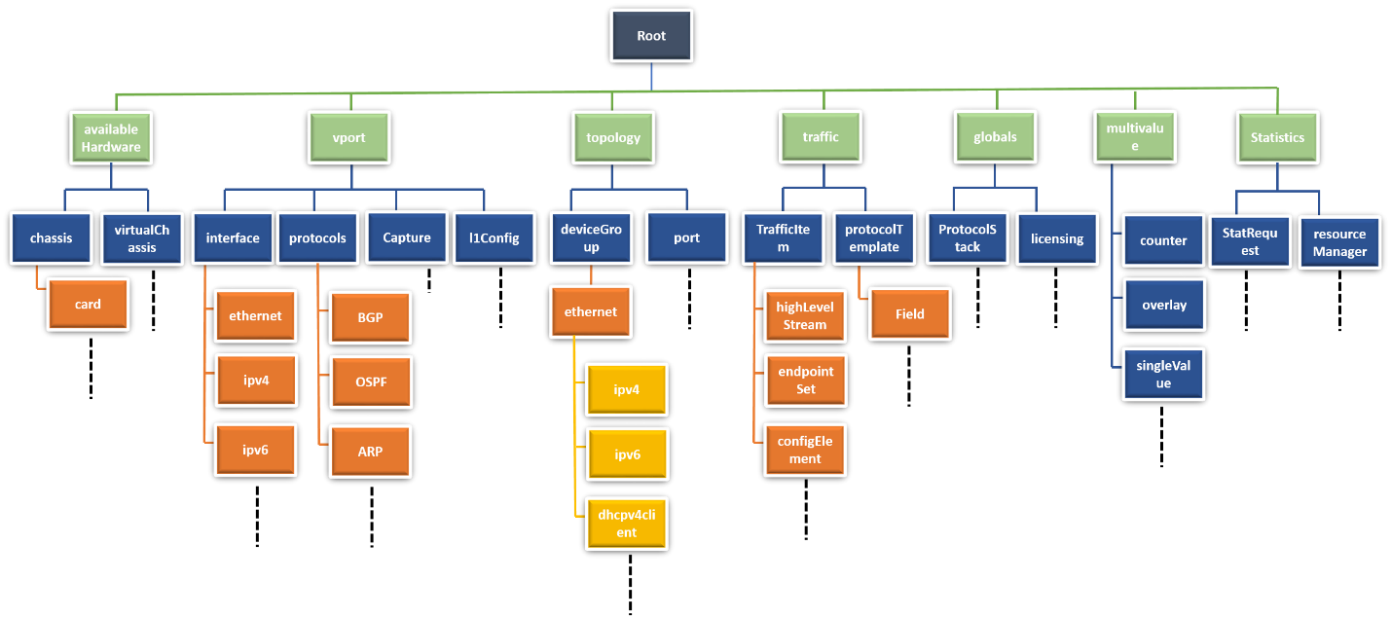 Root
available
Hardware
vport
topology
traffic
globals
multivalu
e
Statistics
chassis
virtualCh
assis
interface
protocols
Capture
l1Config
deviceGro
up
port
TrafficIte
m
protocolT
emplate
ProtocolS
tack
licensing
counter
StatReque
st
resource
Manager
card
ethernet
BGP
ethernet
highLevel
Stream
Field
overlay
ipv4
OSPF
ipv4
endpoint
Set
singleVal
ue
ipv6
ARP
ipv6
configEle
ment
dhcpv4cli
ent